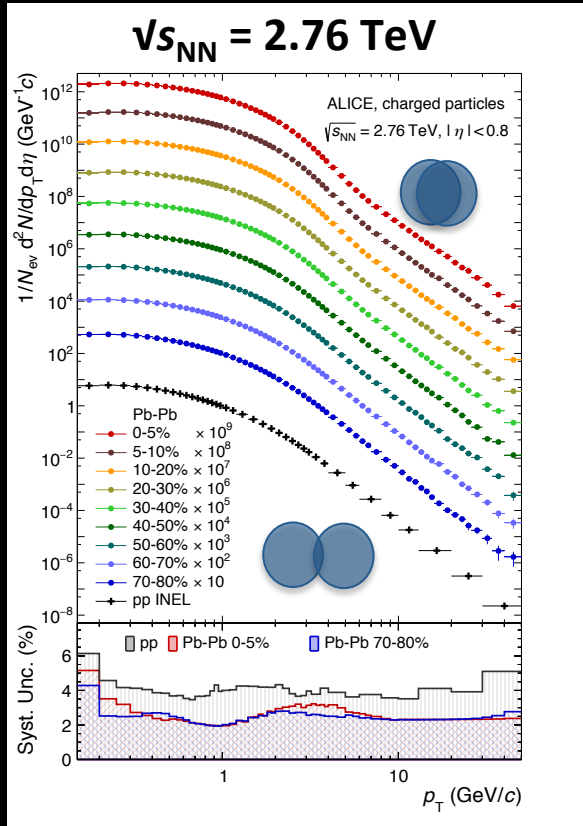 √sNN = 2.76 TeV
ALICE, charged particles
√sNN = 2.76 TeV, | η | < 0.8
1/Nev d²N/dpTdη (GeV⁻¹c)
10¹²
10¹⁰
10⁸
10⁶
10⁴
10²
1
10⁻²
10⁻⁴
10⁻⁶
10⁻⁸
Pb-Pb
0-5% × 10⁹
5-10% × 10⁸
10-20% × 10⁷
20-30% × 10⁶
30-40% × 10⁵
40-50% × 10⁴
50-60% × 10³
60-70% × 10²
70-80% × 10
pp INEL
Syst. Unc. (%)
pp Pb-Pb 0-5% Pb-Pb 70-80%
6
4
2
0
1 10
pT (GeV/c)